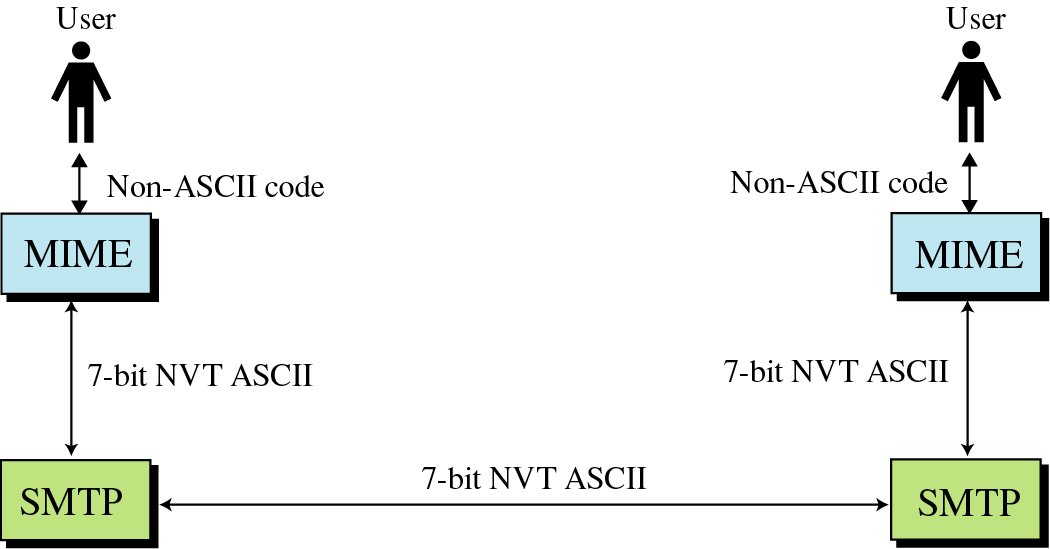 User
User
Non-ASCII code
Non-ASCII code
MIME
MIME
7-bit NVT ASCII
7-bit NVT ASCII
7-bit NVT ASCII
SMTP
SMTP